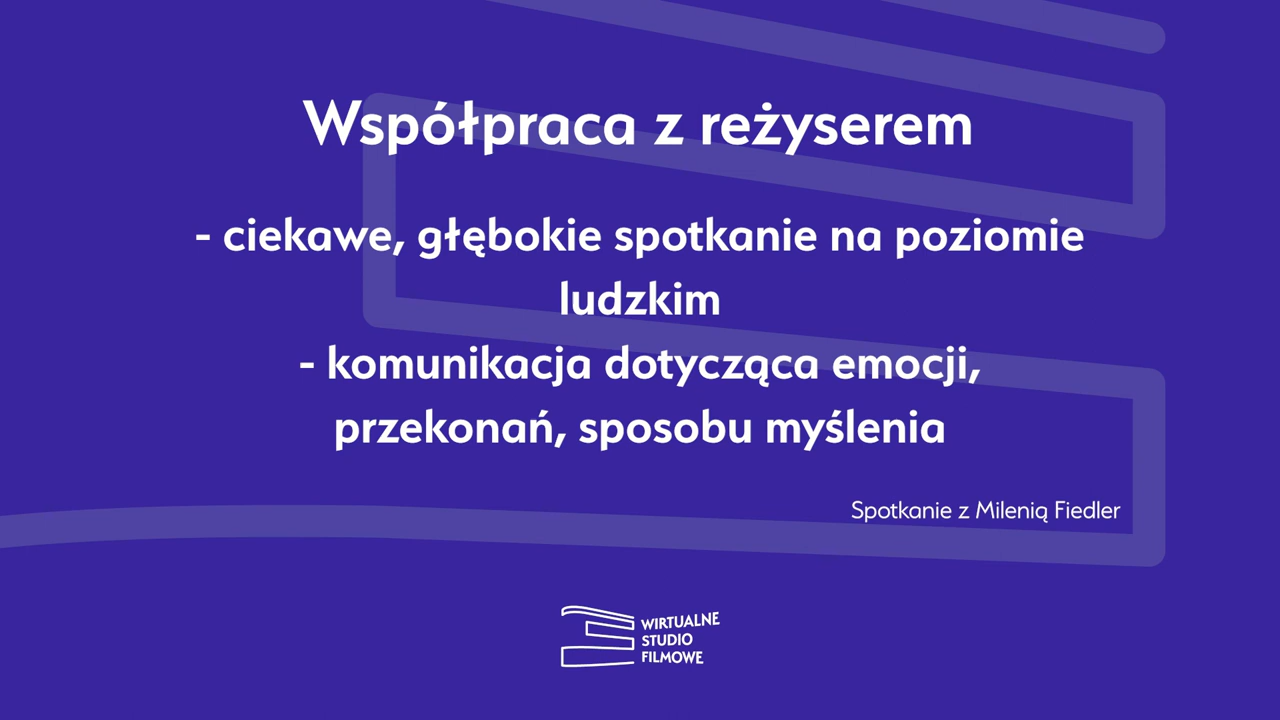 Współpraca z reżyserem
- ciekawe, głębokie spotkanie na poziomie
ludzkim
- komunikacja dotycząca emocji,
przekonań, sposobu myślenia
Spotkanie z Milenią Fiedler
WIRTUALNE
STUDIO
FILMOWE